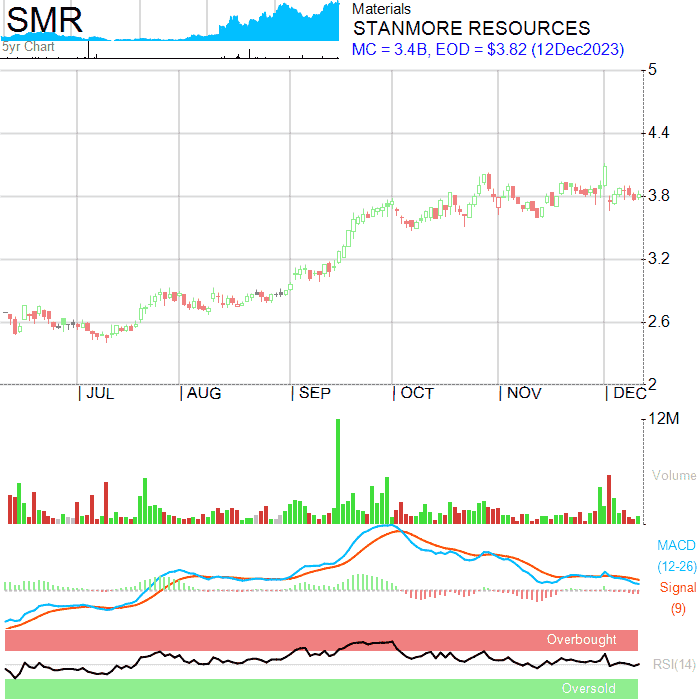 SMR
5yr Chart
Materials
STANMORE RESOURCES
MC = 3.4B, EOD = $3.82 (12Dec2023)
5
4.4
3.8
3.2
2.6
2
| JUL | AUG | SEP | OCT | NOV | DEC
12M
Volume
MACD
(12-26)
Signal
(9)
Overbought
RSI(14)
Oversold